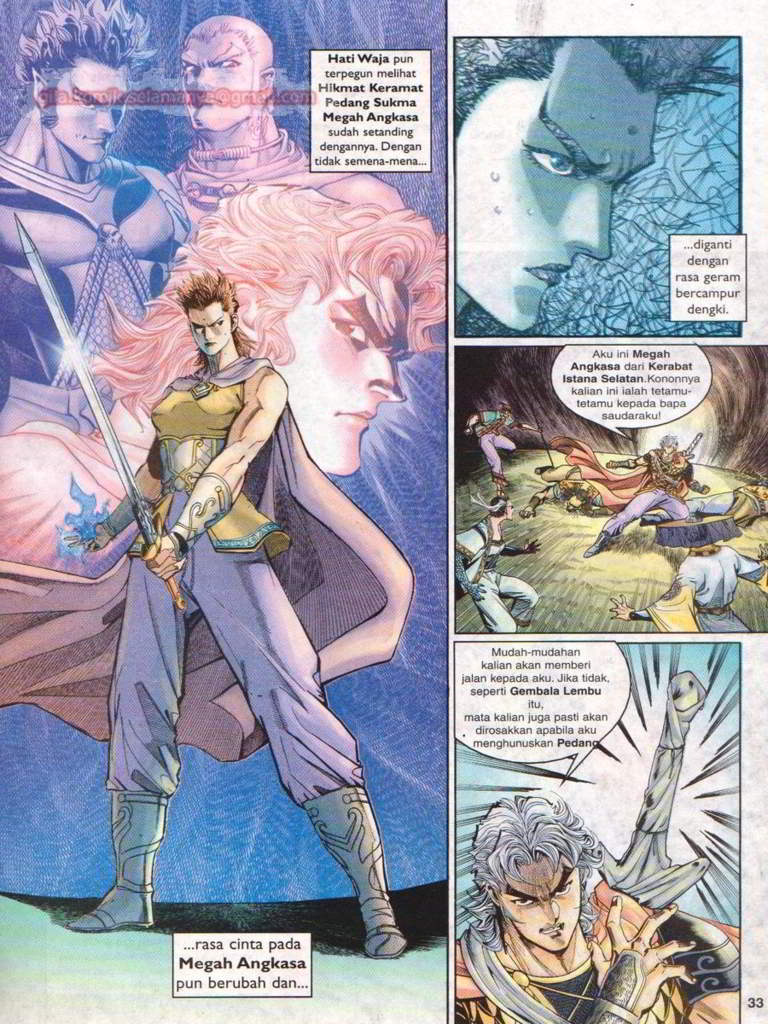 Hati Waja pun
terpegun melihat
Hikmat Keramat
Pedang Sukma
Megah Angkasa
sudah setanding
dengannya. Dengan
tidak semena-mena...
...rasa cinta pada
Megah Angkasa
pun berubah dan...
...diganti
dengan
rasa geram
bercampur
dengki.
Aku ini Megah
Angkasa dari Kerabat
Istana Selatan.Kononnya
kalian ini ialah tetamu-
tetamu kepada bapa
saudaraku!
Mudah-mudahan
kalian akan memberi
jalan kepada aku. Jika tidak,
seperti Gembala Lembu
itu,
mata kalian juga pasti akan
dirosakkan apabila aku
menghunuskan Pedang
33